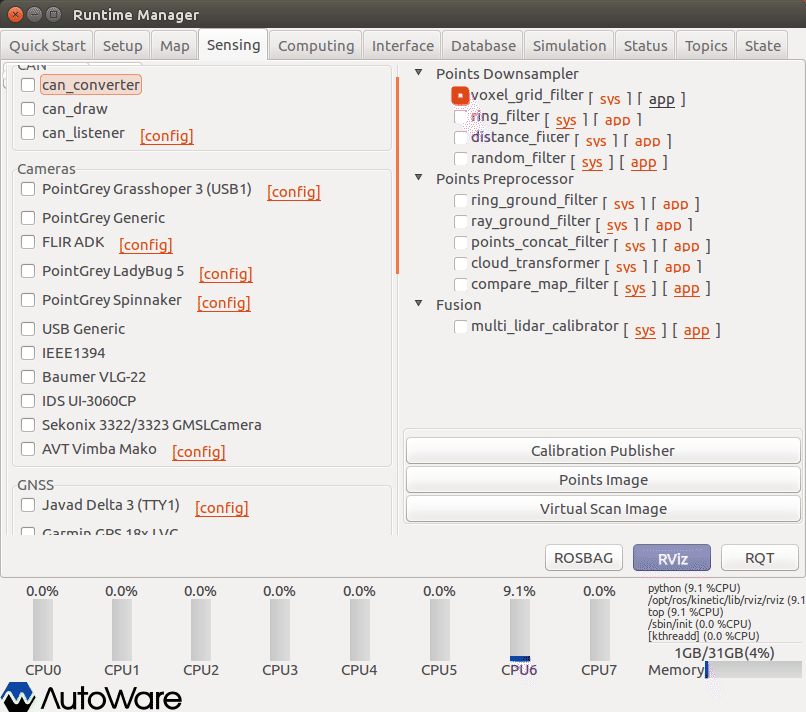 Runtime Manager
Quick Start Setup Map Sensing Computing Interface Database Simulation Status Topics State
CAN
can_converter
can_draw
can_listener [config]
Cameras
PointGrey Grasshoper 3 (USB1) [config]
PointGrey Generic
FLIR ADK [config]
PointGrey LadyBug 5 [config]
PointGrey Spinnaker [config]
USB Generic
IEEE1394
Baumer VLG-22
IDS UI-3060CP
Sekonix 3322/3323 GMSLCamera
AVT Vimba Mako [config]
GNSS
Javad Delta 3 (TTY1) [config]
Garmin GPS 18x LVC
Points Downsampler
voxel_grid_filter [ sys ] [ app ]
ring_filter [ sys ] [ app ]
distance_filter [ sys ] [ app ]
random_filter [ sys ] [ app ]
Points Preprocessor
ring_ground_filter [ sys ] [ app ]
ray_ground_filter [ sys ] [ app ]
points_concat_filter [ sys ] [ app ]
cloud_transformer [ sys ] [ app ]
compare_map_filter [ sys ] [ app ]
Fusion
multi_lidar_calibrator [ sys ] [ app ]
Calibration Publisher
Points Image
Virtual Scan Image
ROSBAG RViz RQT
0.0% 0.0% 0.0% 0.0% 0.0% 0.0% 9.1% 0.0%
CPU0 CPU1 CPU2 CPU3 CPU4 CPU5 CPU6 CPU7
python (9.1 %CPU)
/opt/ros/kinetic/lib/rviz/rviz (9.1
top (9.1 %CPU)
/sbin/init (0.0 %CPU)
[kthreadd] (0.0 %CPU)
1GB/31GB(4%)
Memory
AutoWare